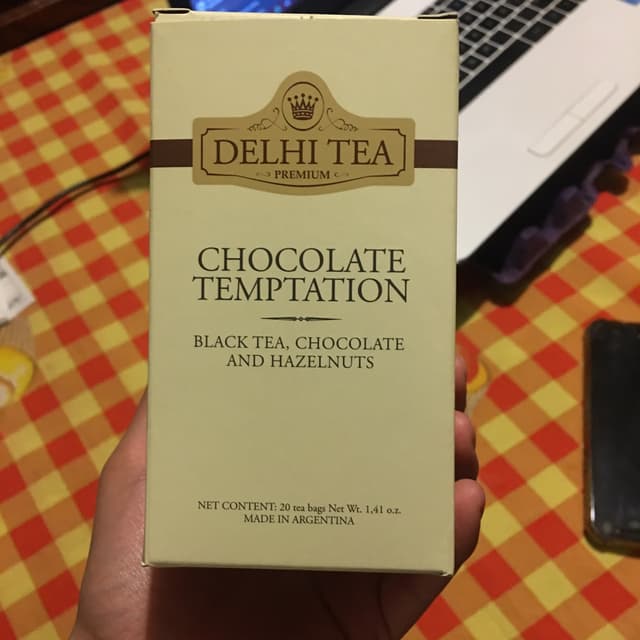 DELHI TEA
PREMIUM
CHOCOLATE
TEMPTATION
BLACK TEA, CHOCOLATE
AND HAZELNUTS
NET CONTENT: 20 tea bags Net Wt. 1,41 o.z.
MADE IN ARGENTINA